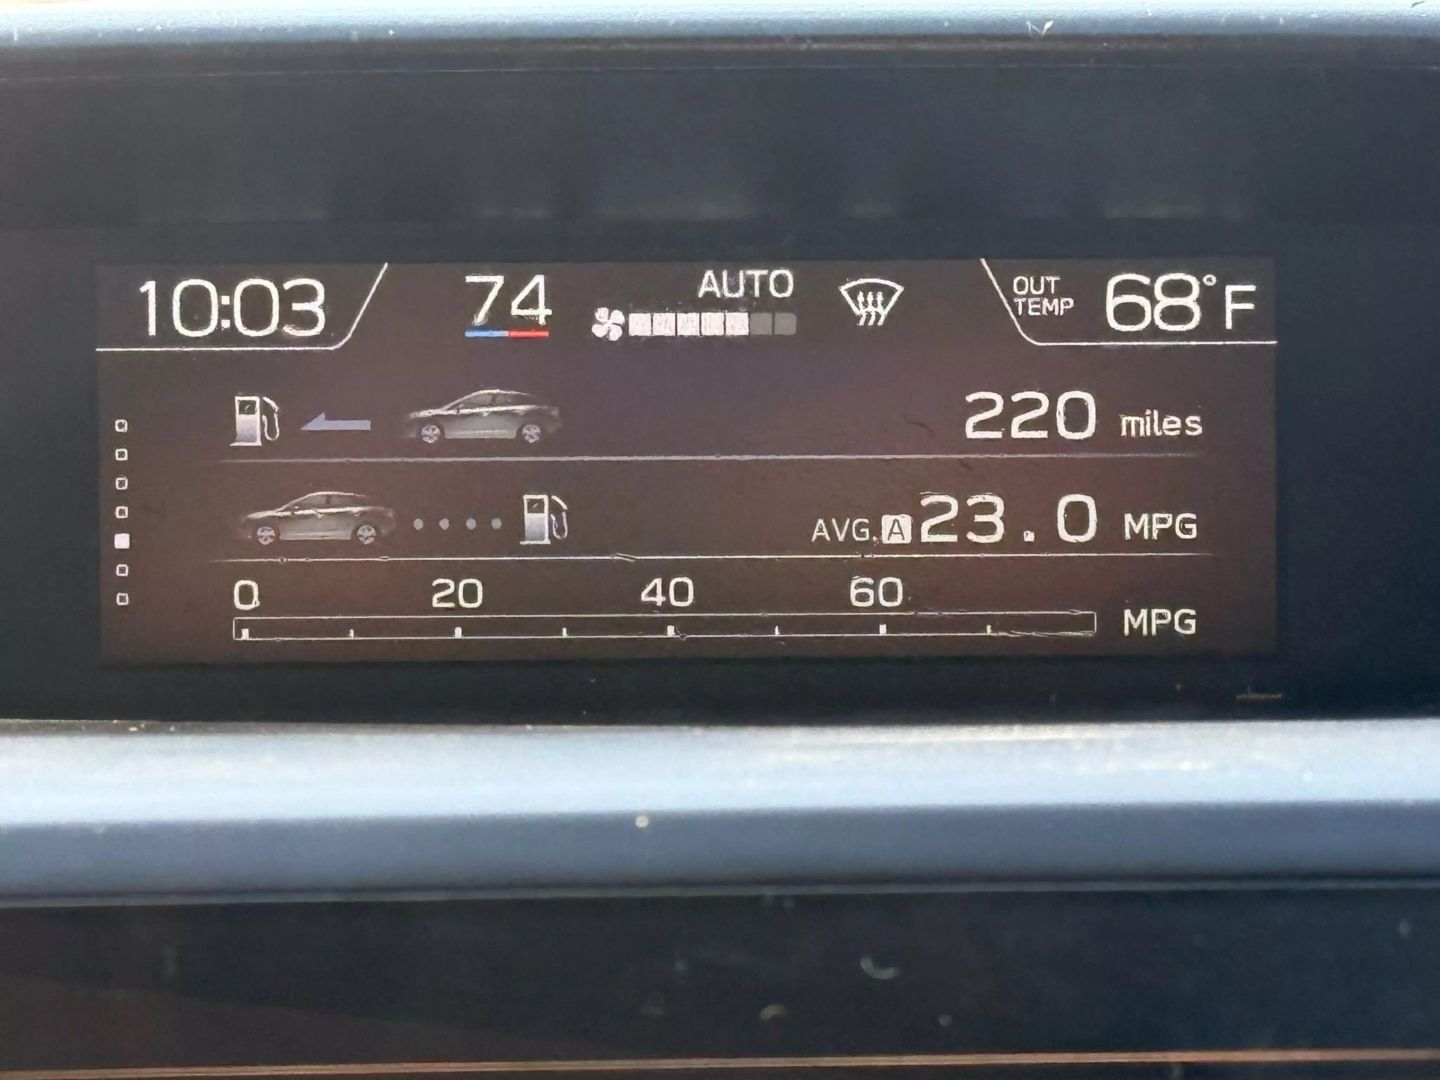 10:03
74
AUTO
OUT
TEMP
68°F
220 miles
AVG.A 23.0 MPG
0 20 40 60
MPG